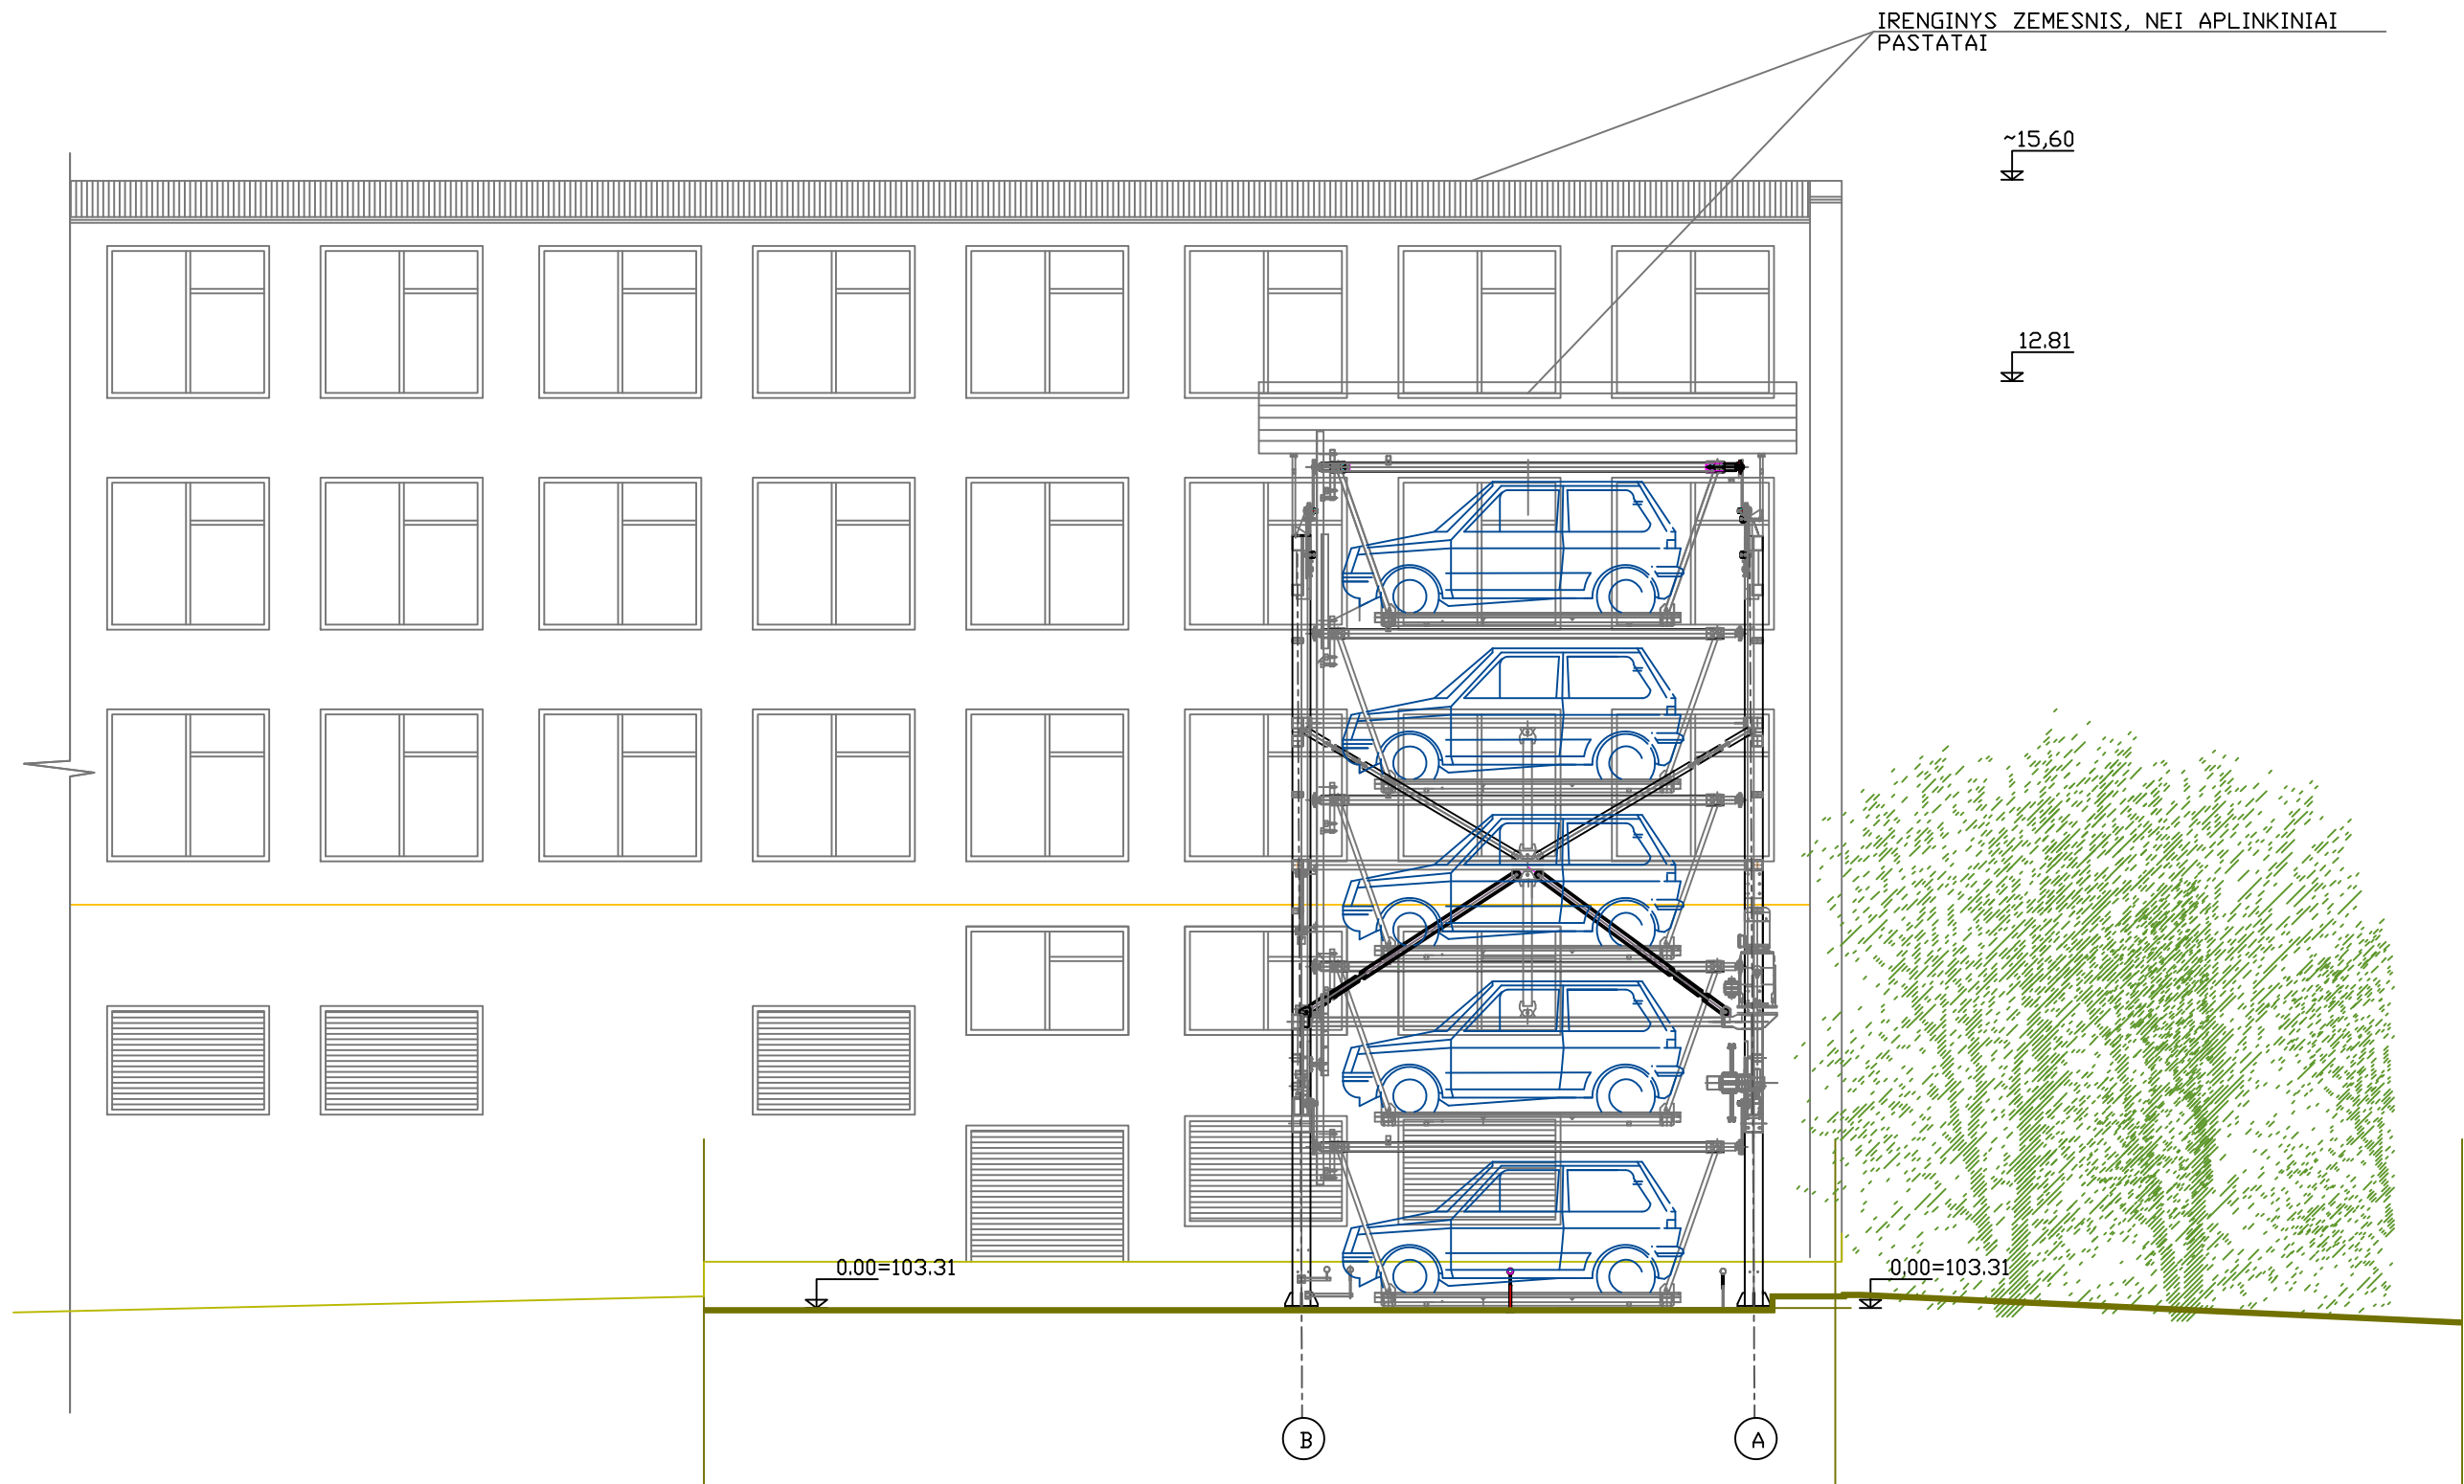 IRENGINYS ZEMESNIS, NEI APLINKINIAI
PASTATAI
~15,60
12.81
0.00=103.31
0.00=103.31
B
A